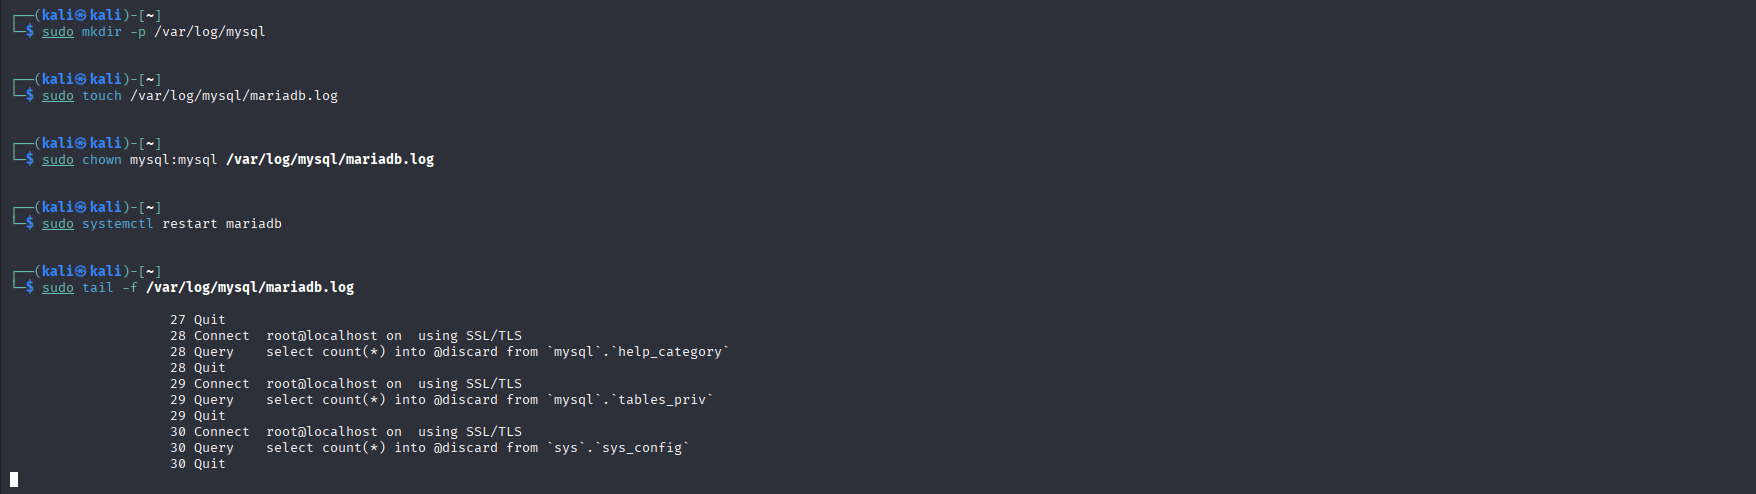 ┌──(kali㉿kali)-[~]
└─$ sudo mkdir -p /var/log/mysql
┌──(kali㉿kali)-[~]
└─$ sudo touch /var/log/mysql/mariadb.log
┌──(kali㉿kali)-[~]
└─$ sudo chown mysql:mysql /var/log/mysql/mariadb.log
┌──(kali㉿kali)-[~]
└─$ sudo systemctl restart mariadb
┌──(kali㉿kali)-[~]
└─$ sudo tail -f /var/log/mysql/mariadb.log
27 Quit
28 Connect  root@localhost on  using SSL/TLS
28 Query    select count(*) into @discard from `mysql`.`help_category`
28 Quit
29 Connect  root@localhost on  using SSL/TLS
29 Query    select count(*) into @discard from `mysql`.`tables_priv`
29 Quit
30 Connect  root@localhost on  using SSL/TLS
30 Query    select count(*) into @discard from `sys`.`sys_config`
30 Quit